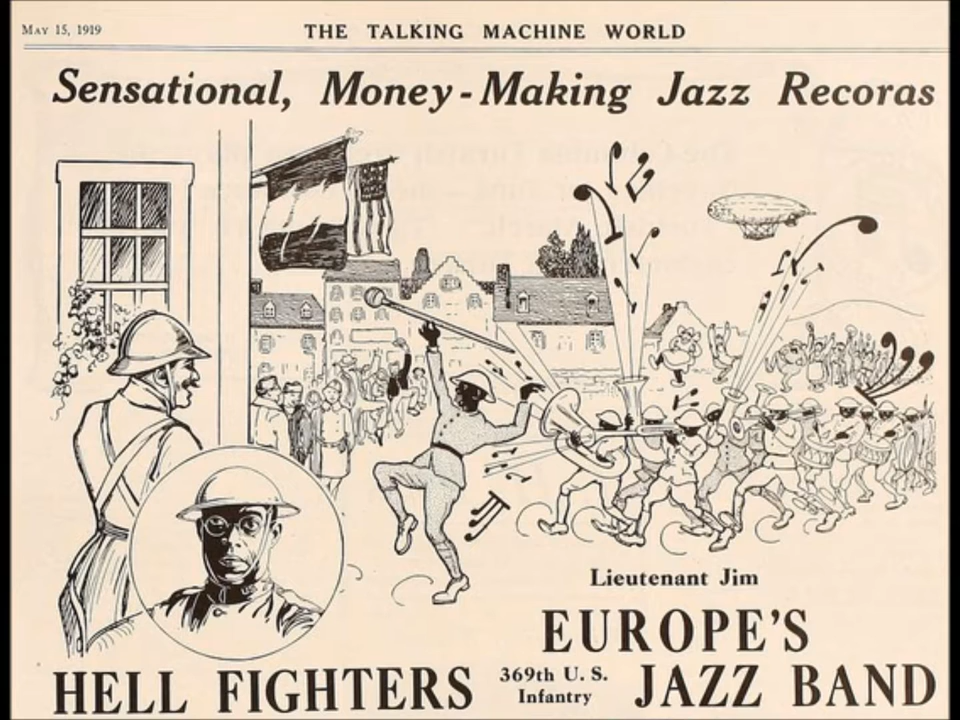 MAY 15, 1919
THE TALKING MACHINE WORLD
Sensational, Money-Making Jazz Recoras
Lieutenant Jim
EUROPE'S
HELL FIGHTERS 369th U. S. Infantry JAZZ BAND